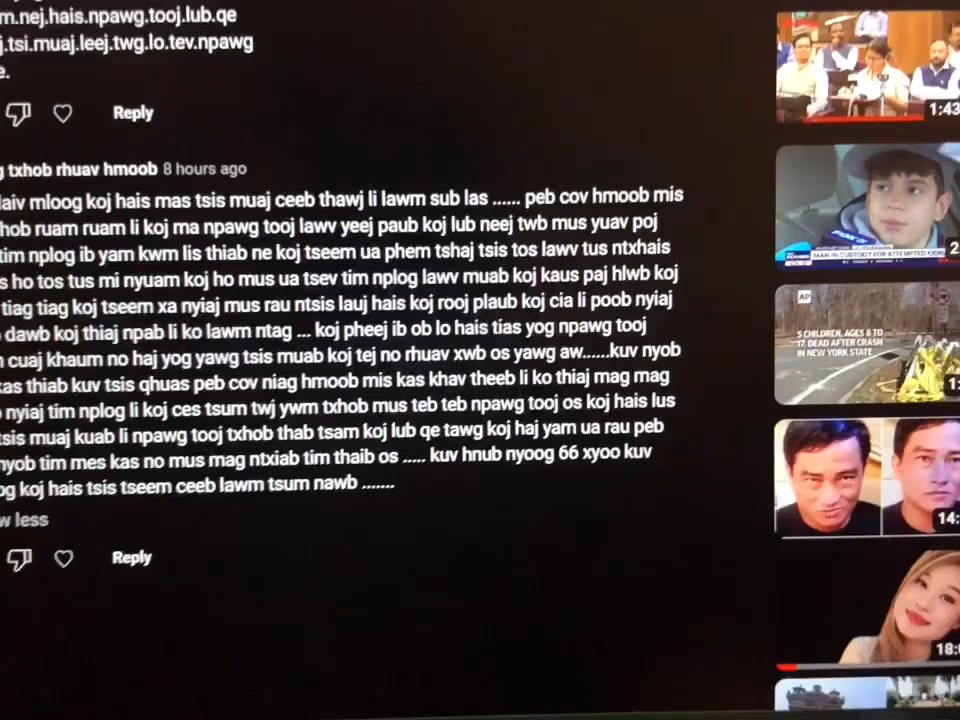 m.nej.hais.npawg.tooj.lub.qe
j.tsi.muaj.leej.twg.lo.tev.npawg
e.
Reply
g txhob rhuav hmoob 8 hours ago
laiv mloog koj hais mas tsis muaj ceeb thawj li lawm sub las ...... peb cov hmoob mis
hob ruam ruam li koj ma npawg tooj lawv yeej paub koj lub neej twb mus yuav poj
tim nplog ib yam kwm lis thiab ne koj tseem ua phem tshaj tsis tos lawv tus ntxhais
s ho tos tus mi nyuam koj ho mus ua tsev tim nplog lawv muab koj kaus paj hlwb koj
tiag tiag koj tseem xa nyiaj mus rau ntsis lauj hais koj rooj plaub koj cia li poob nyiaj
dawb koj thiaj npab li ko lawm ntag ... koj pheej ib ob lo hais tias yog npawg tooj
n cuaj khaum no haj yog yawg tsis muab koj tej no rhuav xwb os yawg aw......kuv nyob
kas thiab kuv tsis qhuas peb cov niag hmoob mis kas khav theeb li ko thiaj mag mag
nyiaj tim nplog li koj ces tsum twj ywm txhob mus teb teb npawg tooj os koj hais lus
tsis muaj kuab li npawg tooj txhob thab tsam koj lub qe tawg koj haj yam ua rau peb
nyob tim mes kas no mus mag ntxiab tim thaib os ..... kuv hnub nyoog 66 xyoo kuv
og koj hais tsis tseem ceeb lawm tsum nawb .......
w less
Reply
1:43
MAN IN CUSTODY FOR ATTEMPTED KIDN
2
AP
5 CHILDREN, AGES 8 TO
17, DEAD AFTER CRASH
IN NEW YORK STATE
1:
14:
18:0